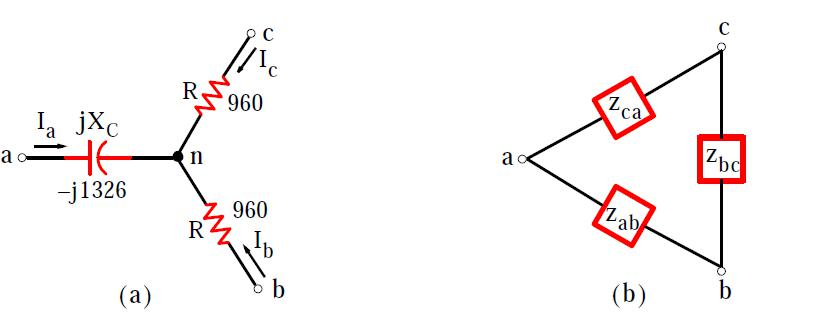 c
I_c
R
960
I_a
jX_C
a
n
–j1326
960
R
I_b
b
(a)
c
z_ca
a
z_bc
z_ab
b
(b)